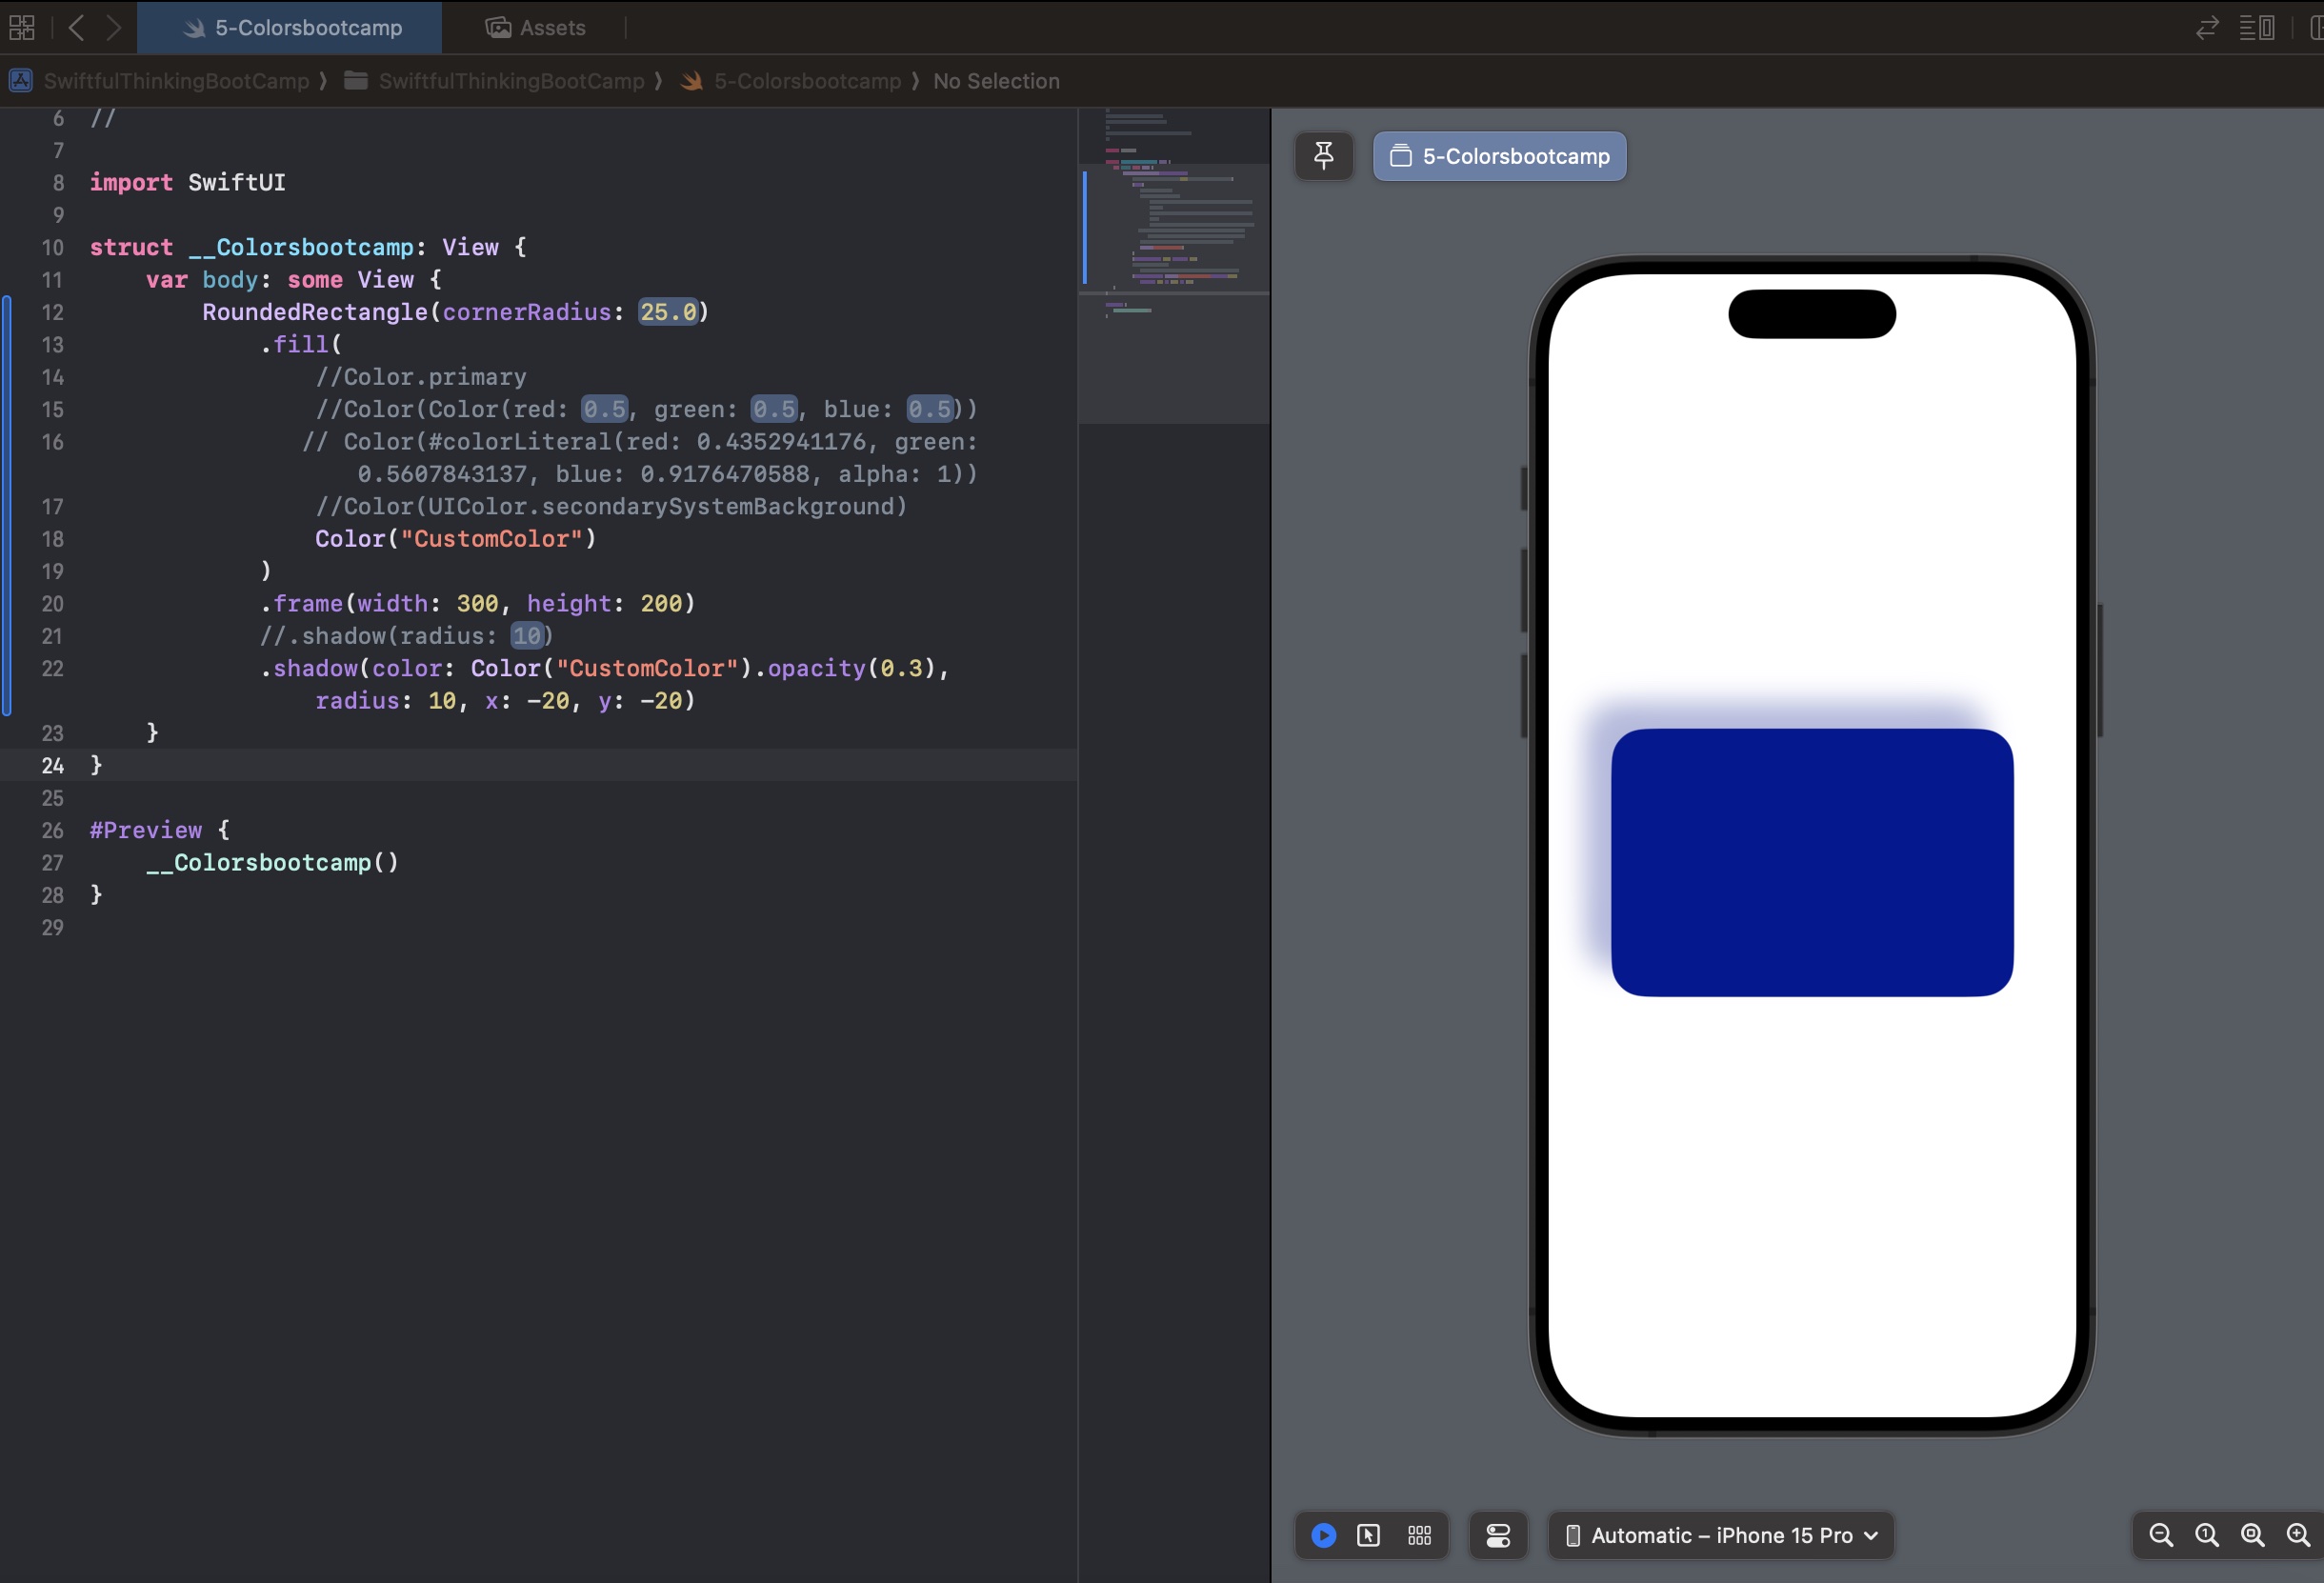 5-Colorsbootcamp
Assets
SwiftfulThinkingBootCamp ⟩ SwiftfulThinkingBootCamp ⟩ 5-Colorsbootcamp ⟩ No Selection
6 //
7
8 import SwiftUI
9
10 struct __Colorsbootcamp: View {
11 var body: some View {
12 RoundedRectangle(cornerRadius: 25.0)
13 .fill(
14 //Color.primary
15 //Color(Color(red: 0.5, green: 0.5, blue: 0.5))
16 // Color(#colorLiteral(red: 0.4352941176, green:
0.5607843137, blue: 0.9176470588, alpha: 1))
17 //Color(UIColor.secondarySystemBackground)
18 Color("CustomColor")
19 )
20 .frame(width: 300, height: 200)
21 //.shadow(radius: 10)
22 .shadow(color: Color("CustomColor").opacity(0.3),
radius: 10, x: -20, y: -20)
23 }
24 }
25
26 #Preview {
27 __Colorsbootcamp()
28 }
29
5-Colorsbootcamp
Automatic – iPhone 15 Pro